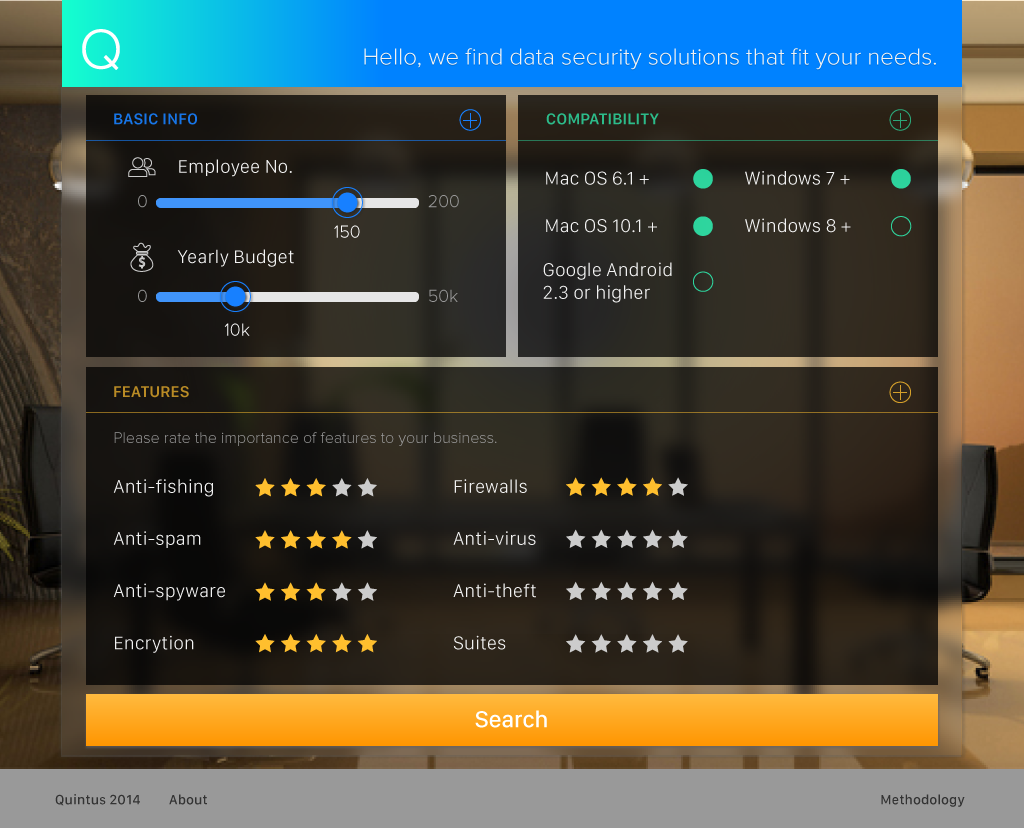 Q
Hello, we find data security solutions that fit your needs.
BASIC INFO
Employee No.
0 200
150
Yearly Budget
$
0 50k
10k
COMPATIBILITY
Mac OS 6.1 + Windows 7 +
Mac OS 10.1 + Windows 8 +
Google Android
2.3 or higher
FEATURES
Please rate the importance of features to your business.
Anti-fishing Firewalls
Anti-spam Anti-virus
Anti-spyware Anti-theft
Encrytion Suites
Search
Quintus 2014 About Methodology